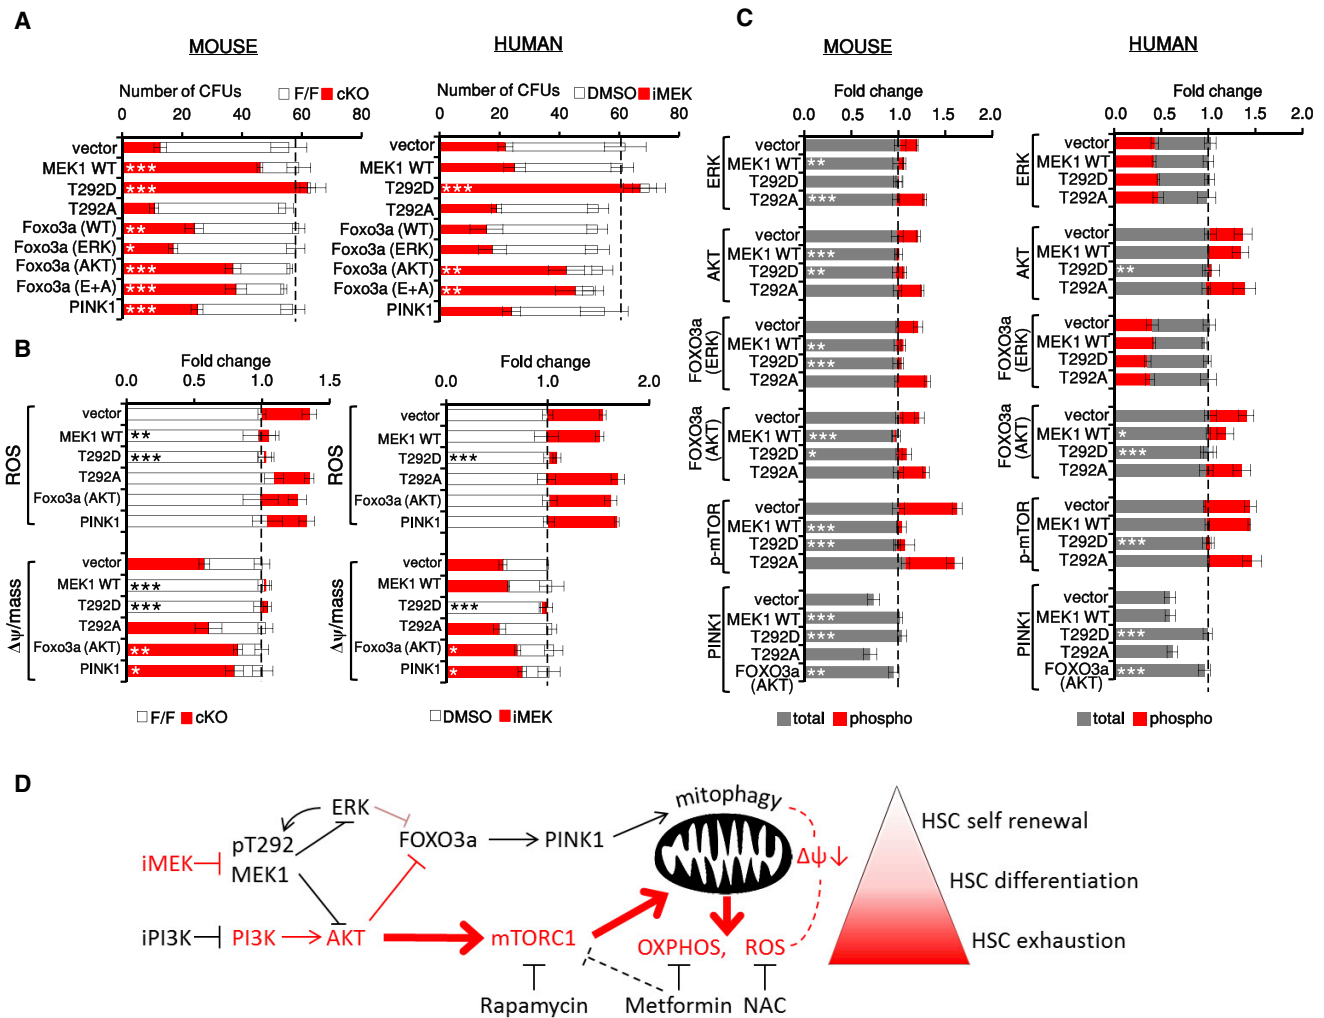 A
MOUSE
Number of CFUs
F/F cKO
0 20 40 60 80
vector
MEK1 WT ***
T292D ***
T292A
Foxo3a (WT) **
Foxo3a (ERK) *
Foxo3a (AKT) ***
Foxo3a (E+A) ***
PINK1 ***
HUMAN
Number of CFUs
DMSO iMEK
0 20 40 60 80
vector
MEK1 WT
T292D ***
T292A
Foxo3a (WT)
Foxo3a (ERK)
Foxo3a (AKT) **
Foxo3a (E+A) **
PINK1
B
Fold change
0.0 0.5 1.0 1.5
ROS
vector
MEK1 WT **
T292D ***
T292A
Foxo3a (AKT)
PINK1
Δψ/mass
vector
MEK1 WT ***
T292D ***
T292A
Foxo3a (AKT) **
PINK1 *
F/F cKO
Fold change
0.0 1.0 2.0
ROS
vector
MEK1 WT
T292D ***
T292A
Foxo3a (AKT)
PINK1
Δψ/mass
vector
MEK1 WT
T292D ***
T292A
Foxo3a (AKT) *
PINK1 *
DMSO iMEK
C
MOUSE
Fold change
0.0 0.5 1.0 2.0
ERK
vector
MEK1 WT **
T292D
T292A ***
AKT
vector
MEK1 WT ***
T292D **
T292A
FOXO3a
(ERK)
vector
MEK1 WT **
T292D ***
T292A
FOXO3a
(AKT)
vector
MEK1 WT ***
T292D *
T292A
p-mTOR
vector
MEK1 WT ***
T292D ***
T292A
PINK1
vector
MEK1 WT ***
T292D ***
T292A
FOXO3a **
(AKT)
total phospho
HUMAN
Fold change
0.0 0.5 1.0 1.5 2.0
ERK
vector
MEK1 WT
T292D
T292A
AKT
vector
MEK1 WT
T292D **
T292A
FOXO3a
(ERK)
vector
MEK1 WT
T292D
T292A
FOXO3a
(AKT)
vector
MEK1 WT *
T292D ***
T292A
p-mTOR
vector
MEK1 WT
T292D ***
T292A
PINK1
vector
MEK1 WT
T292D ***
T292A
FOXO3a ***
(AKT)
total phospho
D
ERK
pT292
MEK1
iMEK
iPI3K
PI3K
AKT
FOXO3a
PINK1
mitophagy
Δψ
mTORC1
OXPHOS, ROS
Rapamycin
Metformin
NAC
HSC self renewal
HSC differentiation
HSC exhaustion